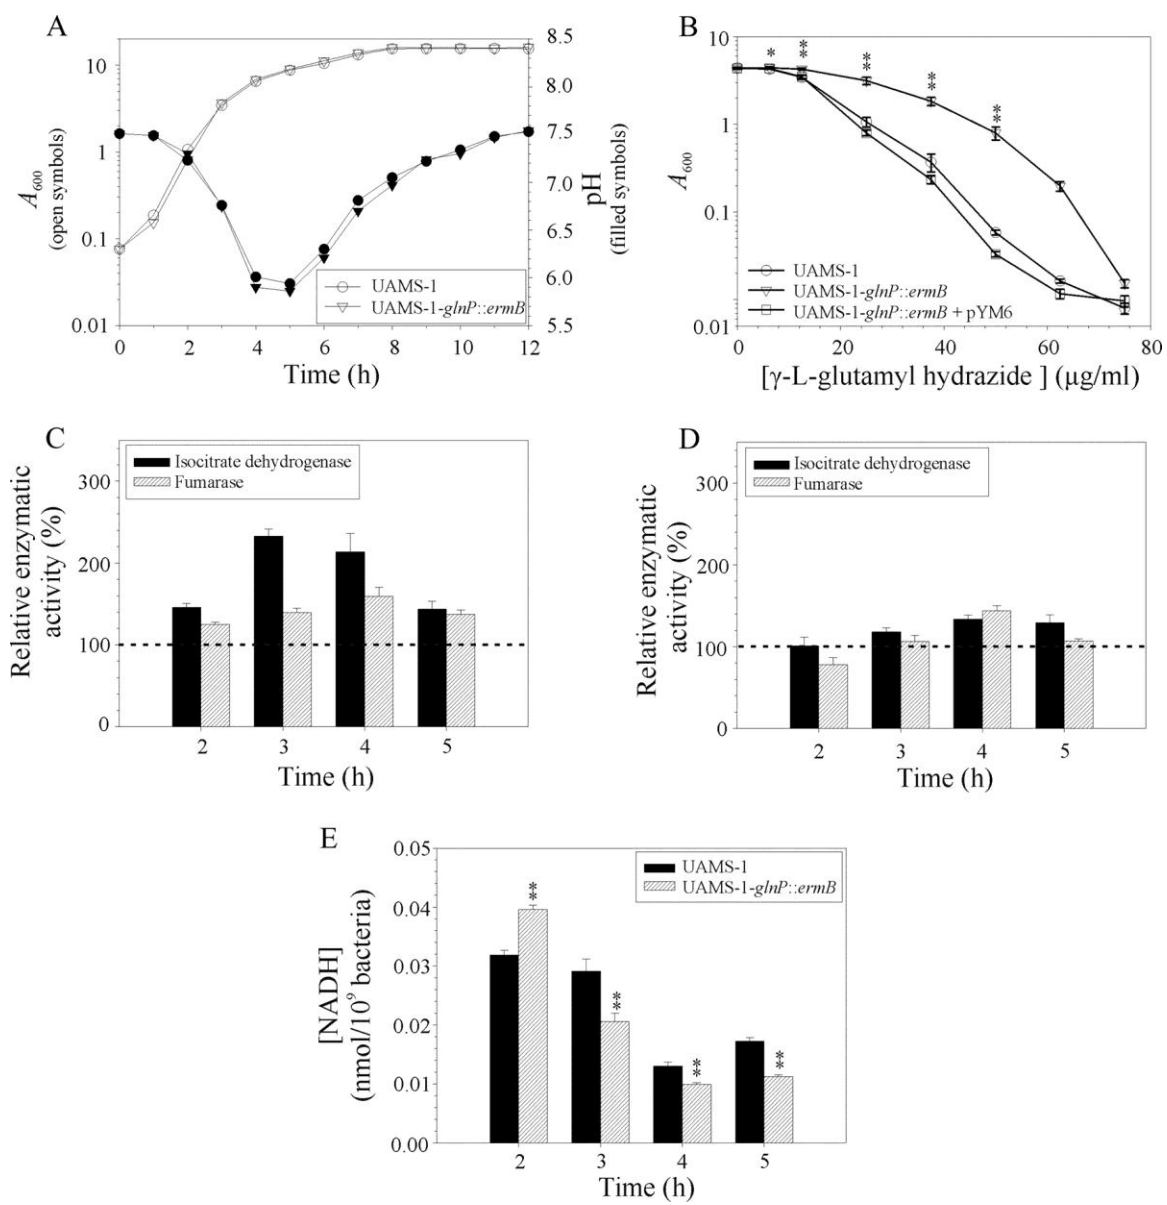 A
10
1
0.1
0.01
A600
(open symbols)
8.5
8.0
7.5
7.0
6.5
6.0
5.5
pH
(filled symbols)
UAMS-1
UAMS-1-glnP::ermB
0 2 4 6 8 10 12
Time (h)
B
10
1
0.1
0.01
A600
* ** ** ** **
UAMS-1
UAMS-1-glnP::ermB
UAMS-1-glnP::ermB + pYM6
0 20 40 60 80
[γ-L-glutamyl hydrazide ] (µg/ml)
C
300
200
100
0
Relative enzymatic
activity (%)
Isocitrate dehydrogenase
Fumarase
2 3 4 5
Time (h)
D
300
200
100
0
Relative enzymatic
activity (%)
Isocitrate dehydrogenase
Fumarase
2 3 4 5
Time (h)
E
0.05
0.04
0.03
0.02
0.01
0.00
[NADH]
(nmol/10⁹ bacteria)
UAMS-1
UAMS-1-glnP::ermB
** ** ** **
2 3 4 5
Time (h)